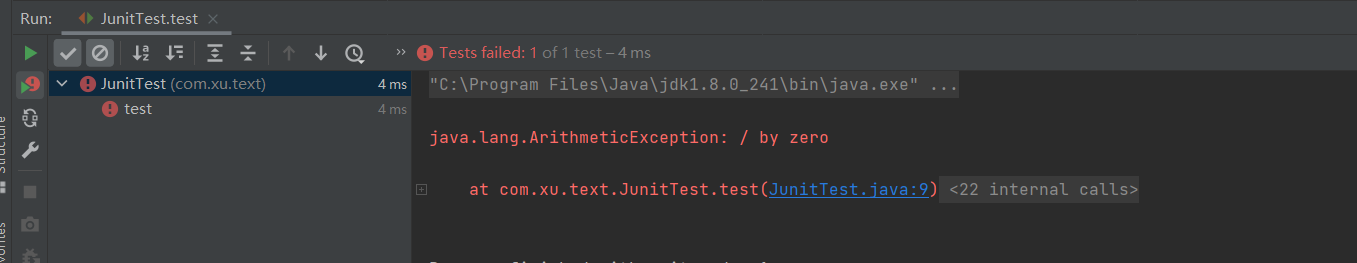 Run: JunitTest.test ×
Tests failed: 1 of 1 test – 4 ms
JunitTest (com.xu.text) 4 ms
test 4 ms
"C:\Program Files\Java\jdk1.8.0_241\bin\java.exe" ...
java.lang.ArithmeticException: / by zero
at com.xu.text.JunitTest.test(JunitTest.java:9) <22 internal calls>